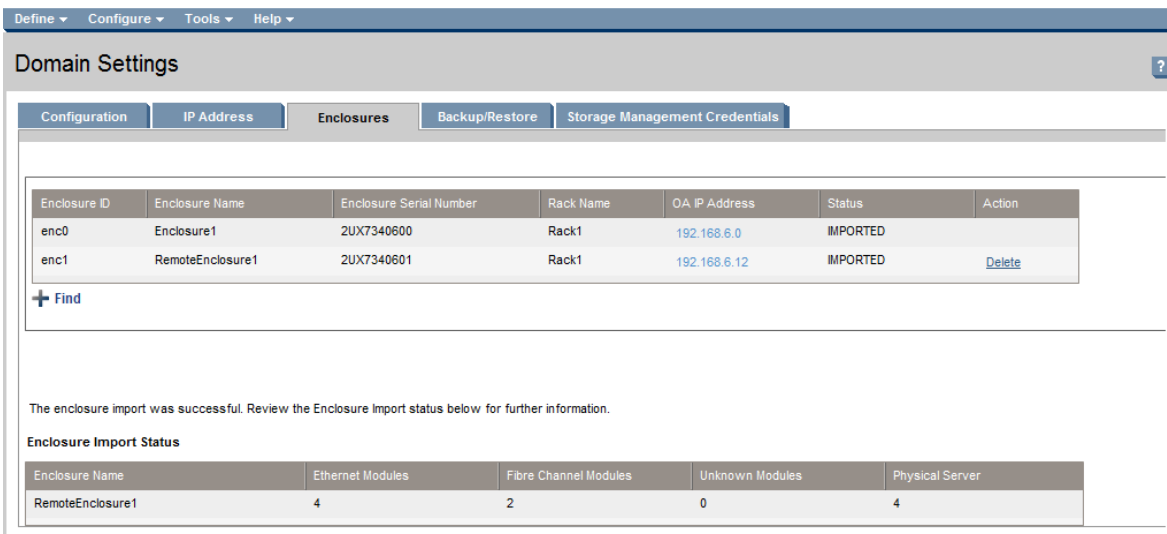 Define Configure Tools Help
Domain Settings
?
Configuration IP Address Enclosures Backup/Restore Storage Management Credentials
Enclosure ID Enclosure Name Enclosure Serial Number Rack Name OA IP Address Status Action
enc0 Enclosure1 2UX7340600 Rack1 192.168.6.0 IMPORTED
enc1 RemoteEnclosure1 2UX7340601 Rack1 192.168.6.12 IMPORTED Delete
Find
The enclosure import was successful. Review the Enclosure Import status below for further information.
Enclosure Import Status
Enclosure Name Ethernet Modules Fibre Channel Modules Unknown Modules Physical Server
RemoteEnclosure1 4 2 0 4